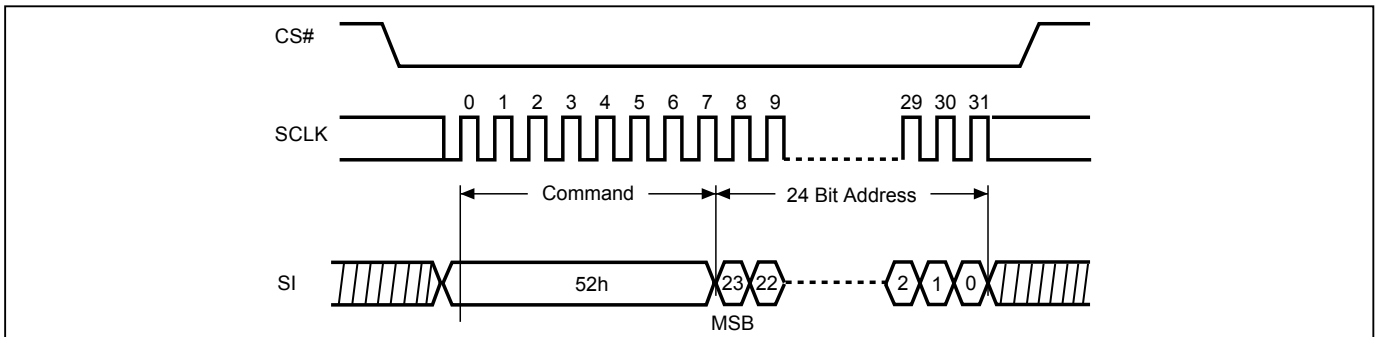 CS#
0 1 2 3 4 5 6 7 8 9 29 30 31
SCLK
Command 24 Bit Address
SI 52h 23 22 2 1 0
MSB